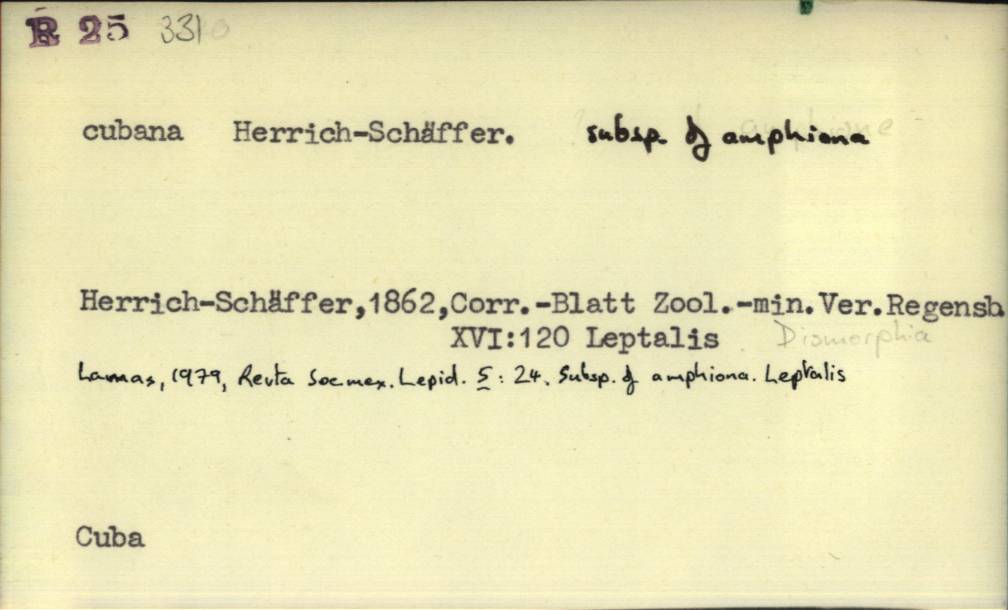 R 25 331
cubana Herrich-Schäffer. subsp. of amphiona
Herrich-Schäffer,1862,Corr.-Blatt Zool.-min.Ver.Regensb
XVI:120 Leptalis Dismorphia
Lamas, 1979, Revta Soc. mex. Lepid. 5: 24. Subsp. of amphiona. Leptalis
Cuba